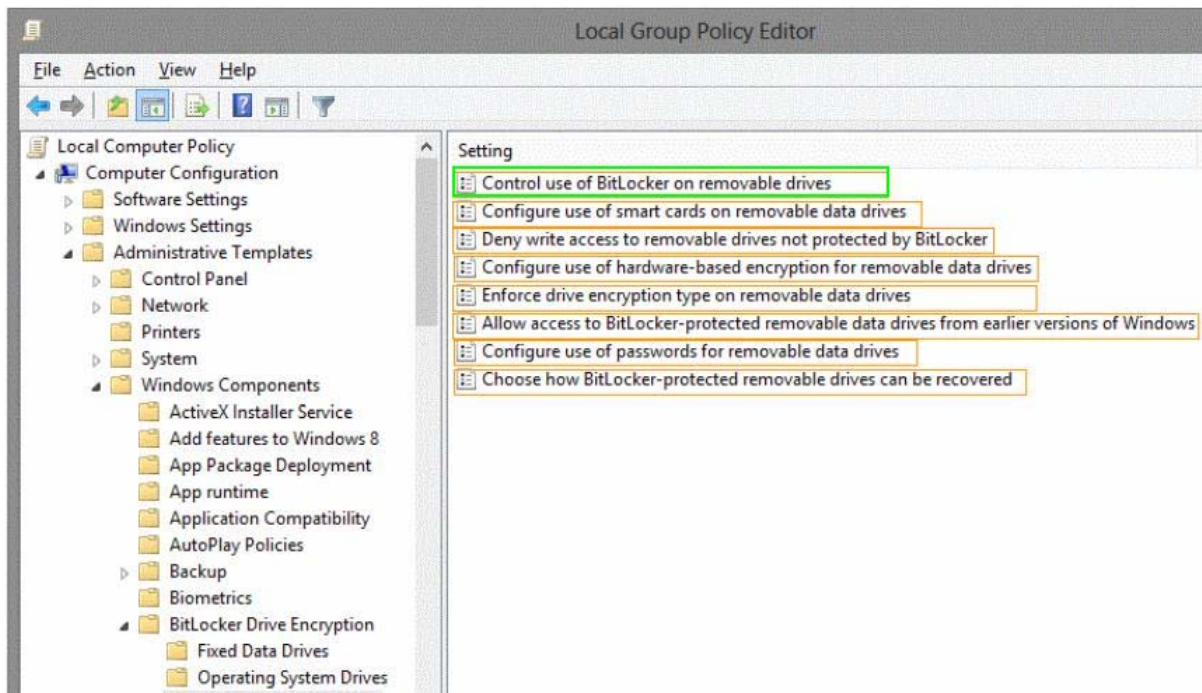 Local Group Policy Editor
File Action View Help
Local Computer Policy
Computer Configuration
Software Settings
Windows Settings
Administrative Templates
Control Panel
Network
Printers
System
Windows Components
ActiveX Installer Service
Add features to Windows 8
App Package Deployment
App runtime
Application Compatibility
AutoPlay Policies
Backup
Biometrics
BitLocker Drive Encryption
Fixed Data Drives
Operating System Drives
Setting
Control use of BitLocker on removable drives
Configure use of smart cards on removable data drives
Deny write access to removable drives not protected by BitLocker
Configure use of hardware-based encryption for removable data drives
Enforce drive encryption type on removable data drives
Allow access to BitLocker-protected removable data drives from earlier versions of Windows
Configure use of passwords for removable data drives
Choose how BitLocker-protected removable drives can be recovered